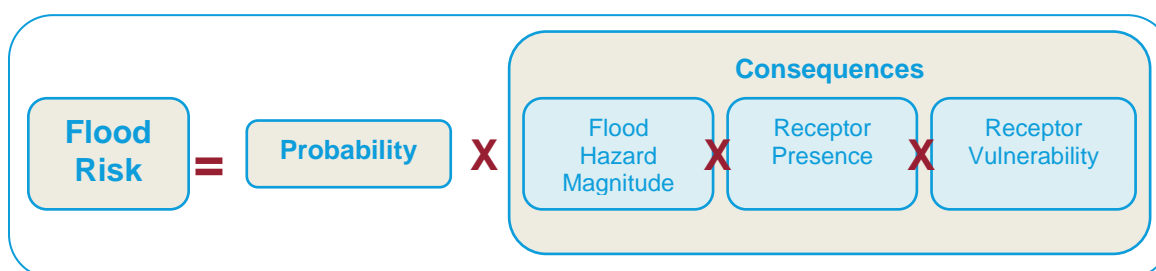 Consequences
Flood
Risk
=
Probability
X
Flood
Hazard
Magnitude
X
Receptor
Presence
X
Receptor
Vulnerability